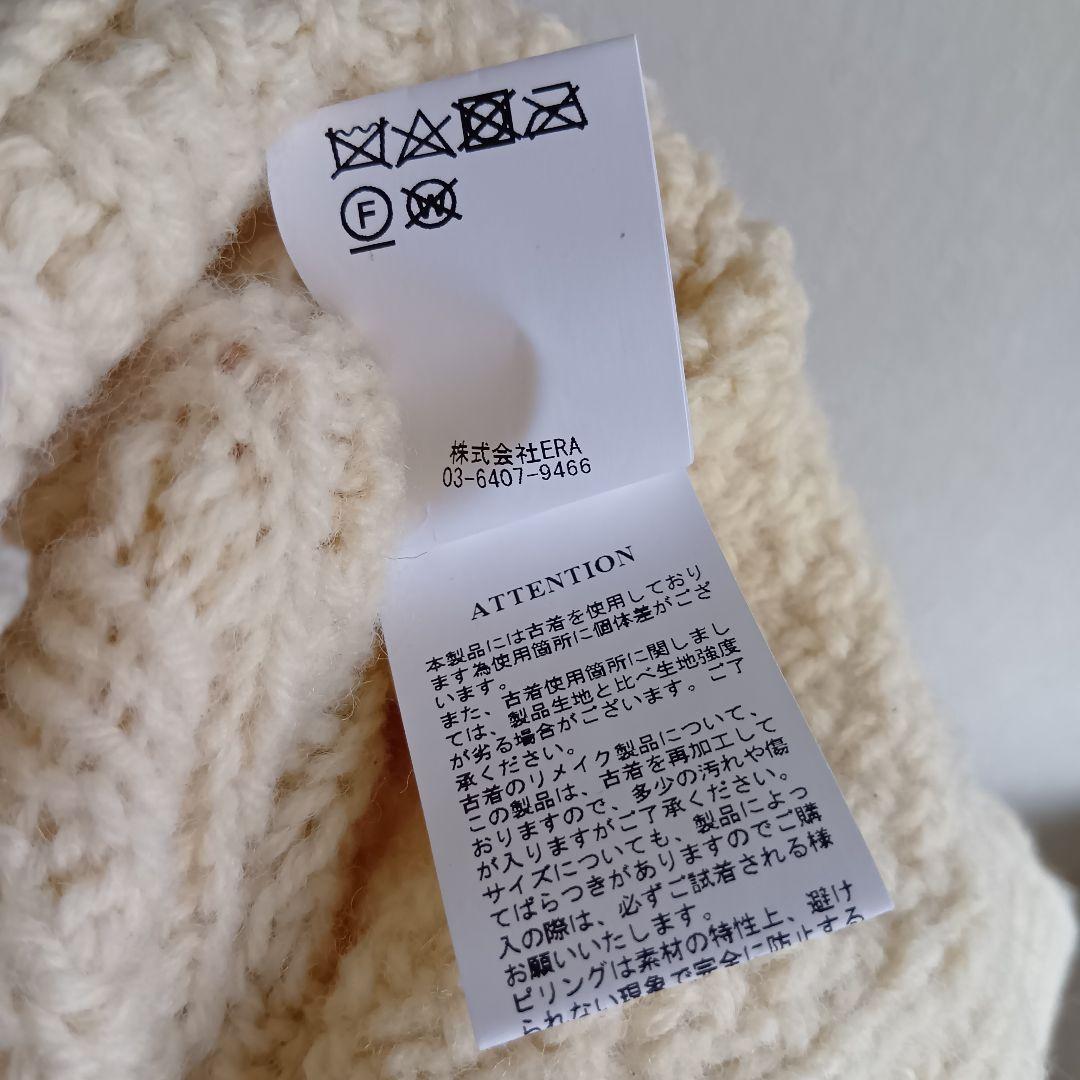 F
W
株式会社ERA
03-6407-9466
ATTENTION
本製品には古着を使用しており
ます為使用箇所に個体差がござ
います。
また、古着使用箇所に関しまし
ては、製品生地と比べ生地強度
が劣る場合がございます。ご了
承ください。
古着のリメイク製品について、
この製品は、古着を再加工して
おりますので、多少の汚れや傷
が入りますがご了承ください。
サイズについても、製品によっ
てばらつきがありますのでご購
入の際は、必ずご試着される様
お願いいたします。
ピリングは素材の特性上、避け
られない現象で完全に防止する